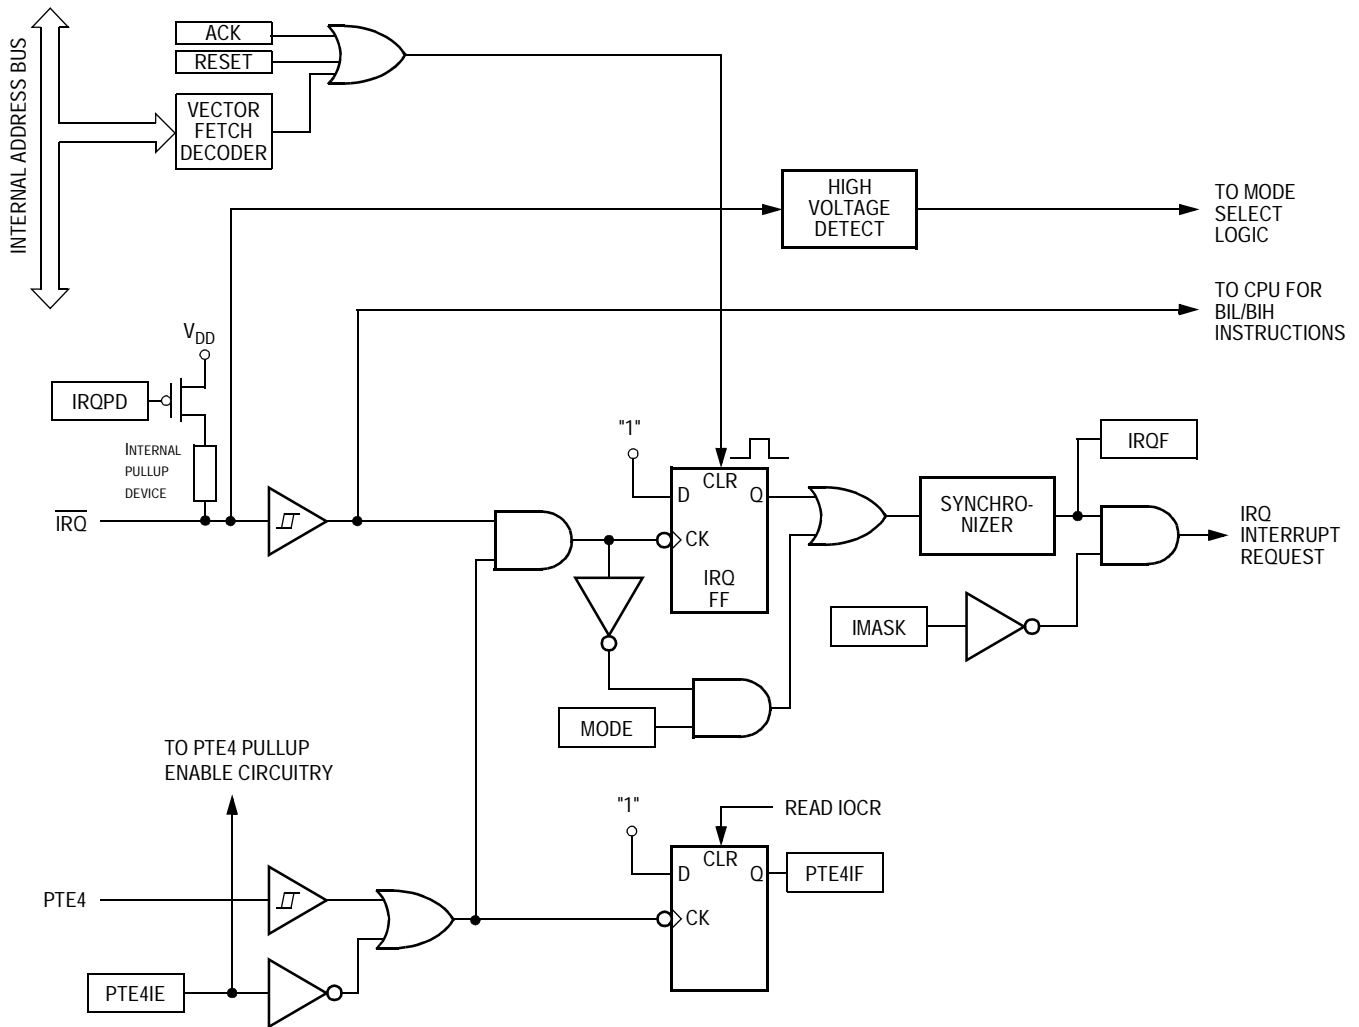 INTERNAL ADDRESS BUS
ACK
RESET
VECTOR
FETCH
DECODER
HIGH
VOLTAGE
DETECT
TO MODE
SELECT
LOGIC
TO CPU FOR
BIL/BIH
INSTRUCTIONS
VDD
IRQPD
INTERNAL
PULLUP
DEVICE
IRQ
"1"
D
CLR
Q
CK
IRQ
FF
SYNCHRO-
NIZER
IRQF
IRQ
INTERRUPT
REQUEST
IMASK
MODE
TO PTE4 PULLUP
ENABLE CIRCUITRY
"1"
READ IOCR
D
CLR
Q
CK
PTE4IF
PTE4
PTE4IE